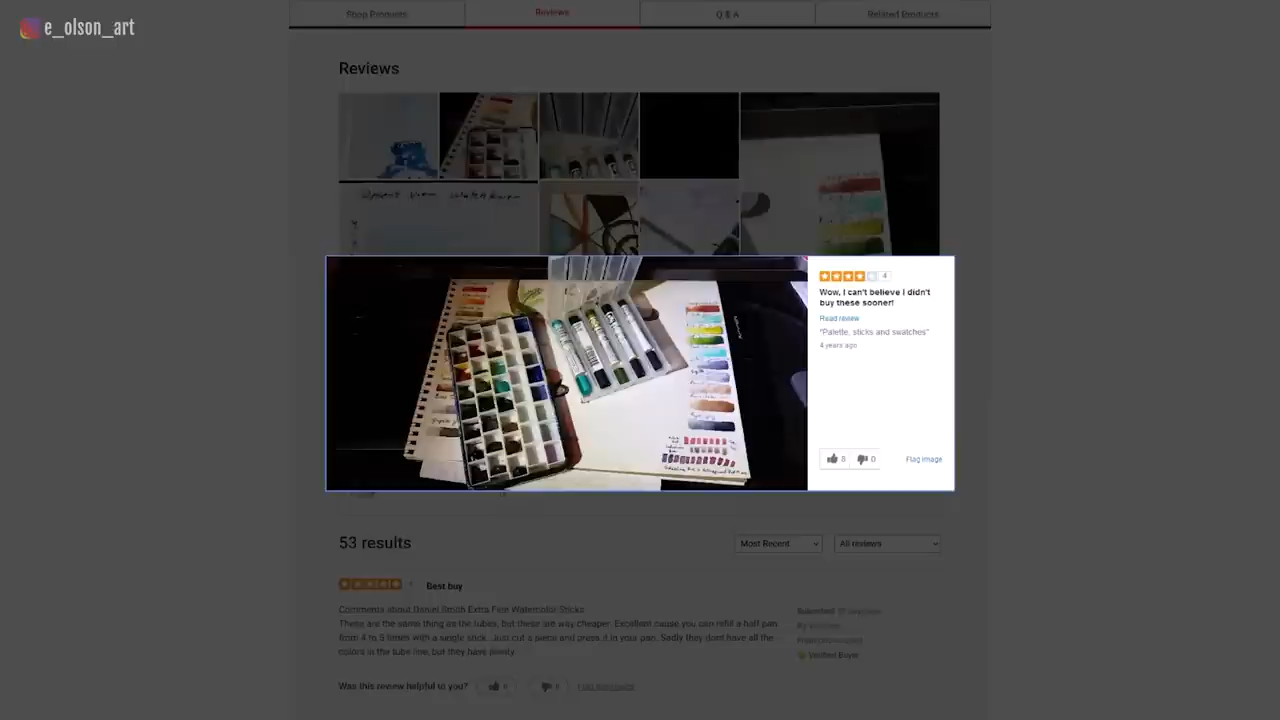 e_olson_art
Shop Products
Reviews
Q & A
Related Products
Reviews
4
Wow, I can't believe I didn't
buy these sooner!
Read review
"Palette, sticks and swatches"
4 years ago
8
0
Flag Image
53 results
Most Recent
All reviews
Best buy
Comments about Daniel Smith Extra Fine Watercolor Sticks
These are the same thing as the tubes, but these are way cheaper. Excellent cause you can refill a half pan
from 4 to 5 times with a single stick. Just cut a piece and press it in your pan. Sadly they dont have all the
colors in the tube line, but they have plenty.
Submitted
By
Verified Buyer
Was this review helpful to you?